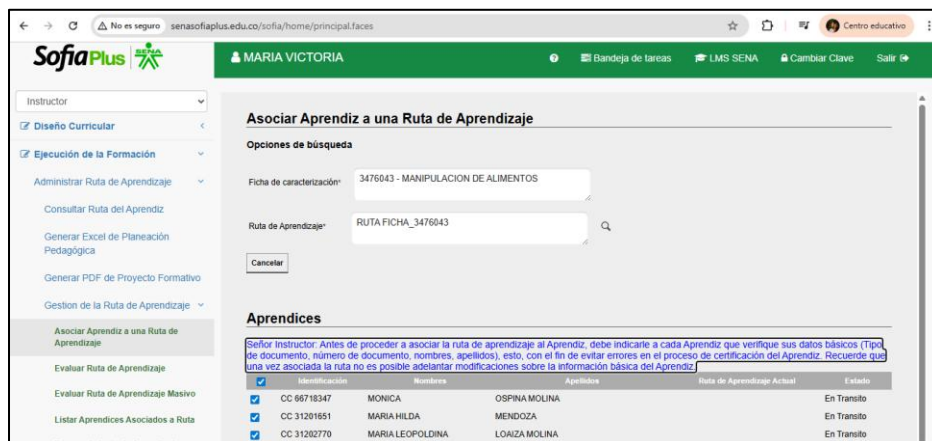 No es seguro senasofiaplus.edu.co/sofia/home/principal.faces Centro educativo
Sofia Plus SENA
MARIA VICTORIA Bandeja de tareas LMS SENA Cambiar Clave Salir
Instructor
Diseño Curricular
Ejecución de la Formación
Administrar Ruta de Aprendizaje
Consultar Ruta del Aprendiz
Generar Excel de Planeación
Pedagógica
Generar PDF de Proyecto Formativo
Gestion de la Ruta de Aprendizaje
Asociar Aprendiz a una Ruta de
Aprendizaje
Evaluar Ruta de Aprendizaje
Evaluar Ruta de Aprendizaje Masivo
Listar Aprendices Asociados a Ruta
Asociar Aprendiz a una Ruta de Aprendizaje
Opciones de búsqueda
Ficha de caracterización* 3476043 - MANIPULACION DE ALIMENTOS
Ruta de Aprendizaje* RUTA FICHA_3476043
Cancelar
Aprendices
Señor Instructor: Antes de proceder a asociar la ruta de aprendizaje al Aprendiz, debe indicarle a cada Aprendiz que verifique sus datos básicos (Tipo
de documento, número de documento, nombres, apellidos), esto, con el fin de evitar errores en el proceso de certificación del Aprendiz. Recuerde que
una vez asociada la ruta no es posible adelantar modificaciones sobre la información básica del Aprendiz.
Identificación Nombres Apellidos Ruta de Aprendizaje Actual Estado
CC 66718347 MONICA OSPINA MOLINA En Transito
CC 31201651 MARIA HILDA MENDOZA En Transito
CC 31202770 MARIA LEOPOLDINA LOAIZA MOLINA En Transito